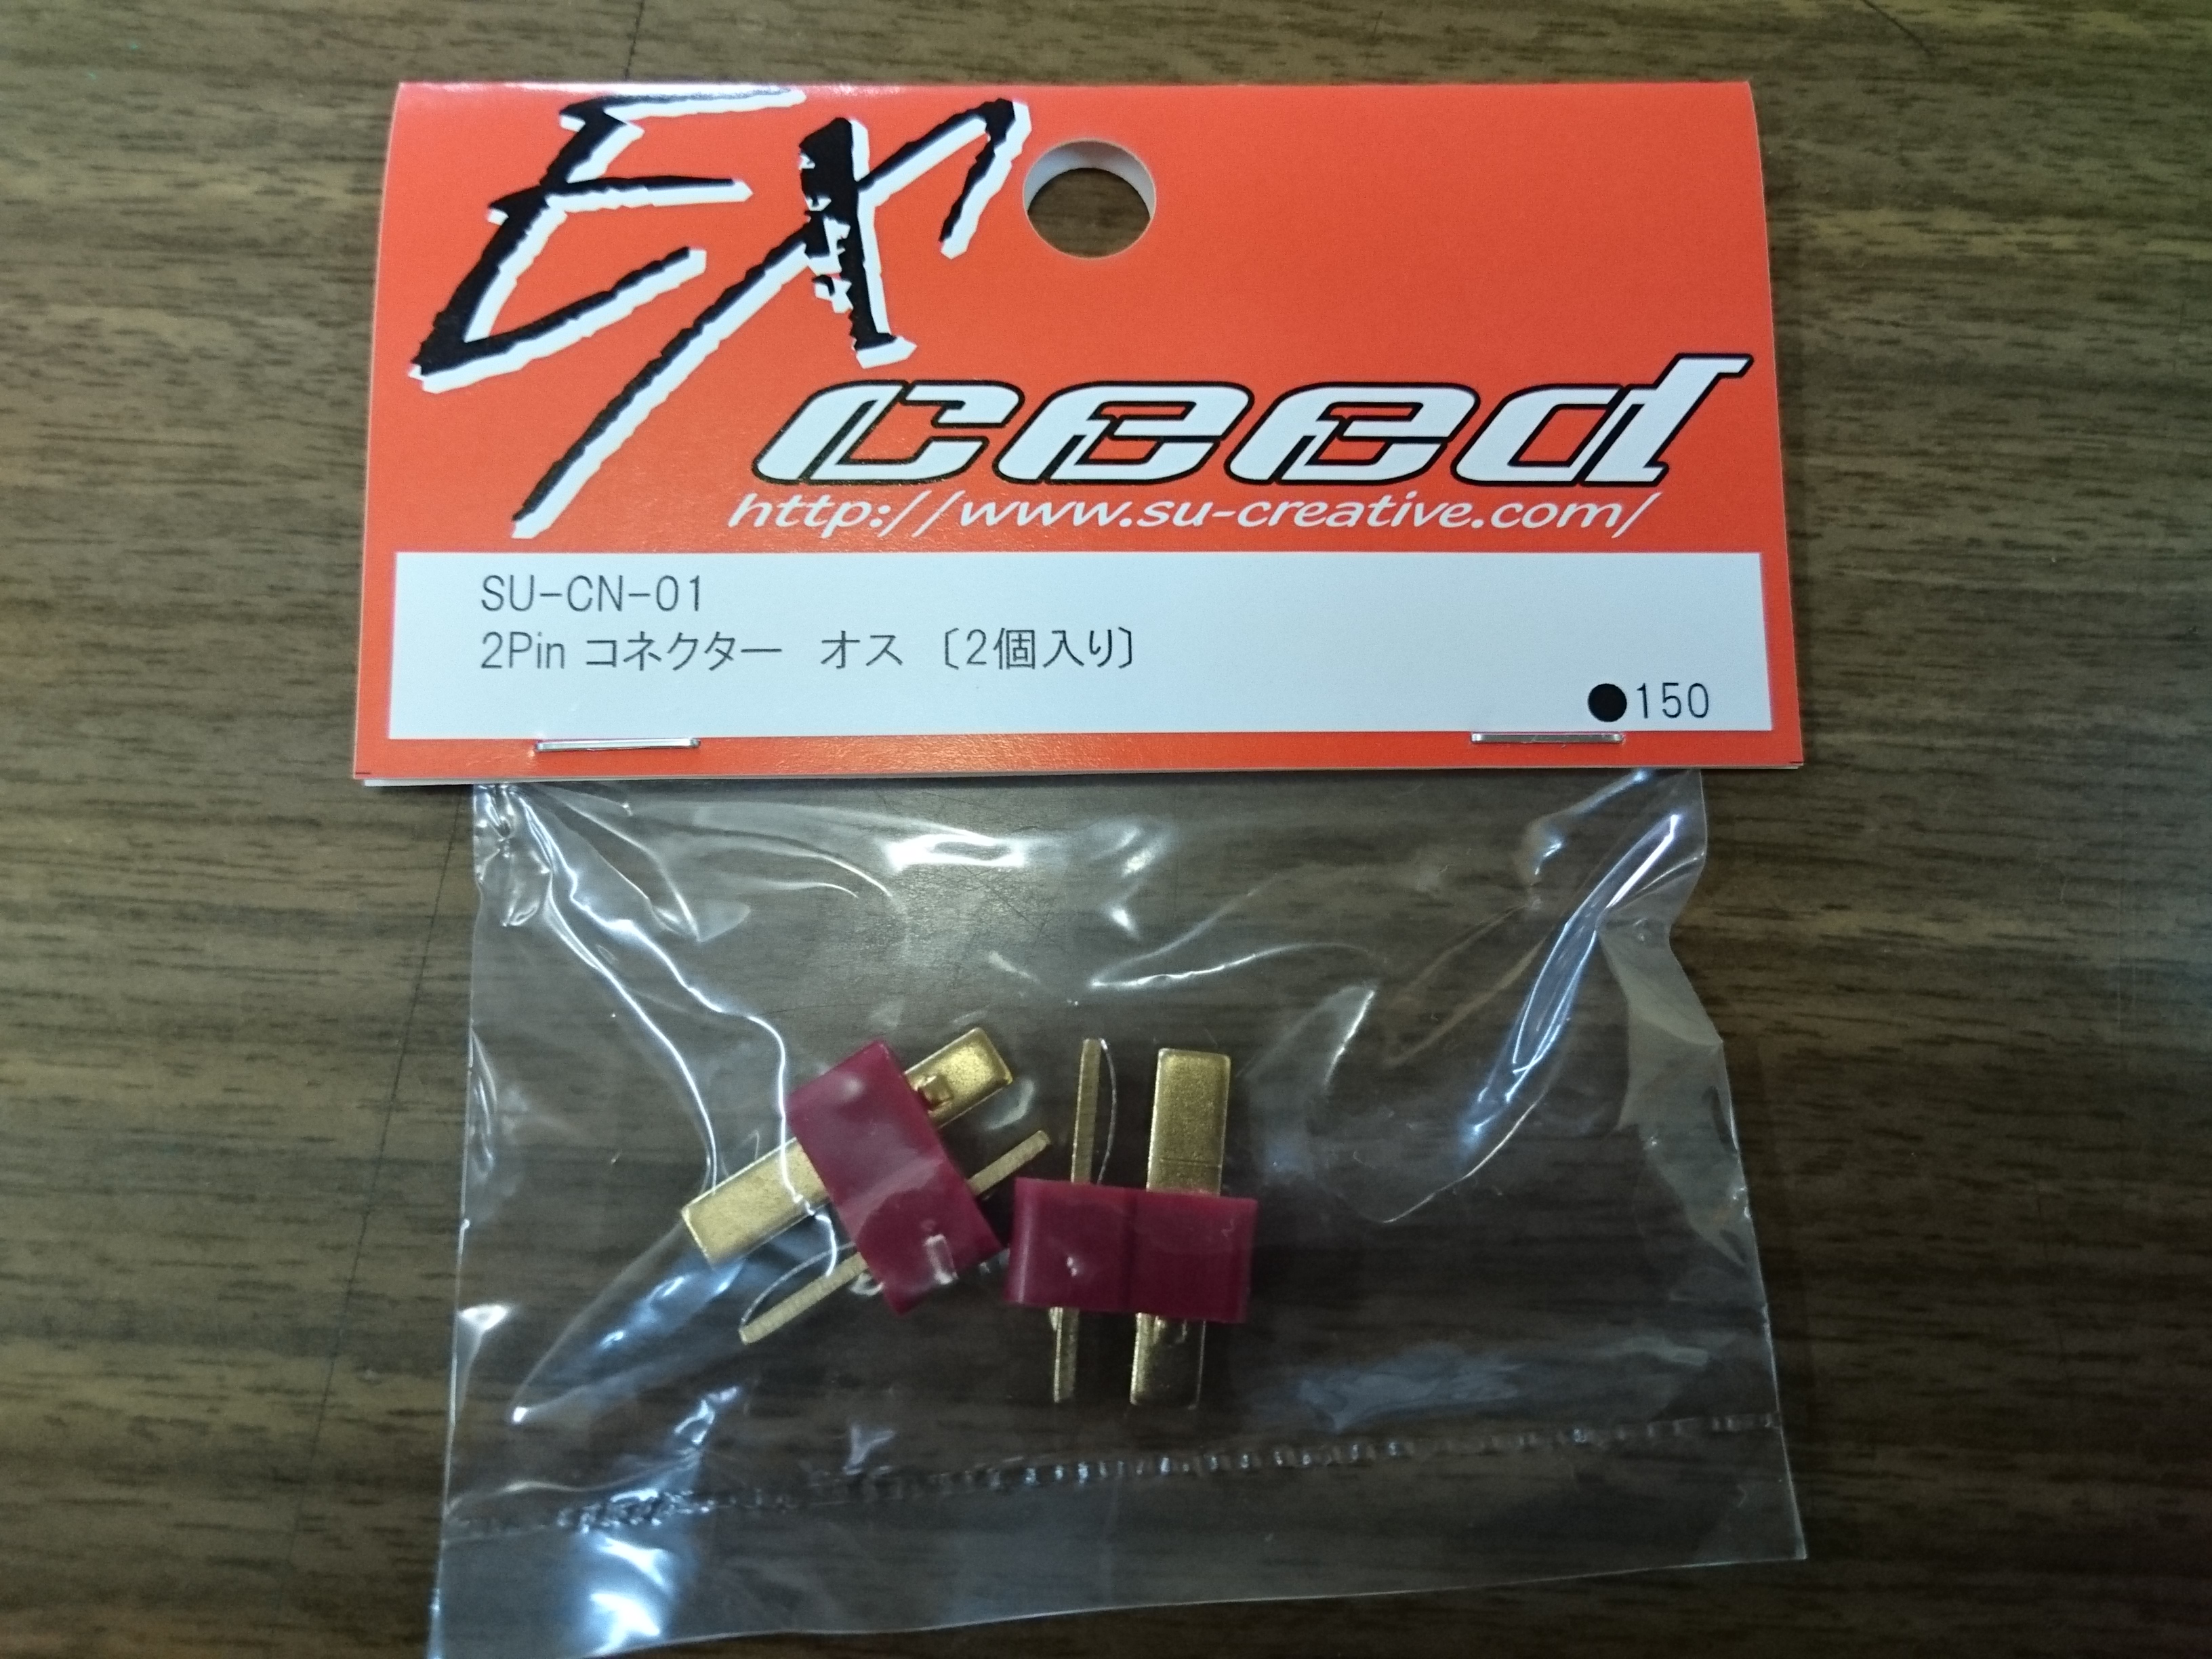 EXceed
http://www.su-creative.com/
SU-CN-01
2Pin コネクター オス 〔2個入り〕
●150